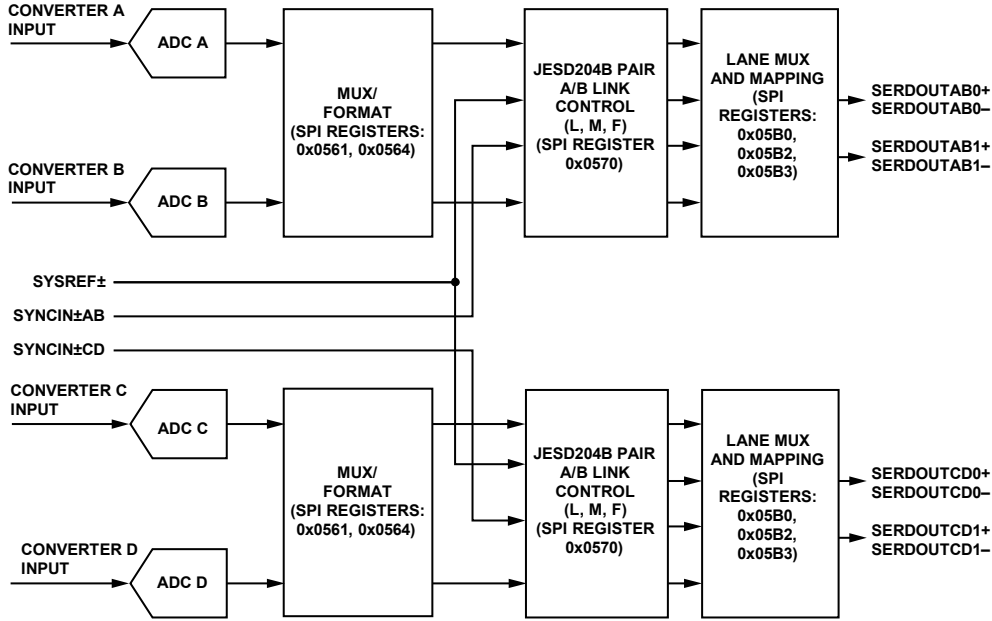 CONVERTER A
INPUT
ADC A
MUX/
FORMAT
(SPI REGISTERS:
0x0561, 0x0564)
JESD204B PAIR
A/B LINK
CONTROL
(L, M, F)
(SPI REGISTER
0x0570)
LANE MUX
AND MAPPING
(SPI
REGISTERS:
0x05B0,
0x05B2,
0x05B3)
SERDOUTAB0+
SERDOUTAB0–
SERDOUTAB1+
SERDOUTAB1–
CONVERTER B
INPUT
ADC B
SYSREF±
SYNCIN±AB
SYNCIN±CD
CONVERTER C
INPUT
ADC C
MUX/
FORMAT
(SPI REGISTERS:
0x0561, 0x0564)
JESD204B PAIR
A/B LINK
CONTROL
(L, M, F)
(SPI REGISTER
0x0570)
LANE MUX
AND MAPPING
(SPI
REGISTERS:
0x05B0,
0x05B2,
0x05B3)
SERDOUTCD0+
SERDOUTCD0–
SERDOUTCD1+
SERDOUTCD1–
CONVERTER D
INPUT
ADC D